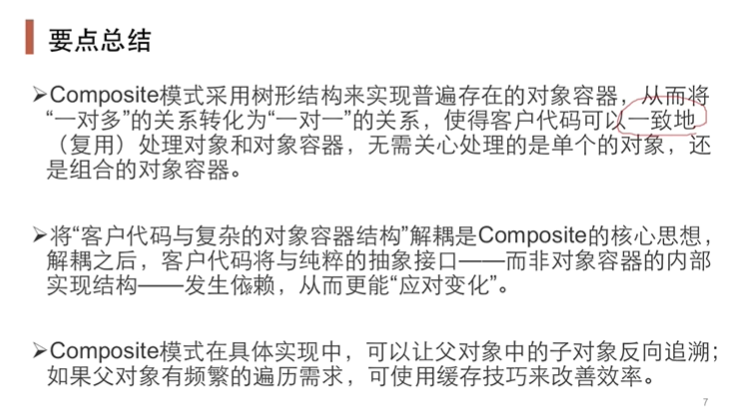 要点总结
➢Composite模式采用树形结构来实现普遍存在的对象容器，从而将
“一对多”的关系转化为“一对一”的关系，使得客户代码可以一致地
（复用）处理对象和对象容器，无需关心处理的是单个的对象，还
是组合的对象容器。
➢将“客户代码与复杂的对象容器结构”解耦是Composite的核心思想，
解耦之后，客户代码将与纯粹的抽象接口——而非对象容器的内部
实现结构——发生依赖，从而更能“应对变化”。
➢Composite模式在具体实现中，可以让父对象中的子对象反向追溯；
如果父对象有频繁的遍历需求，可使用缓存技巧来改善效率。
7